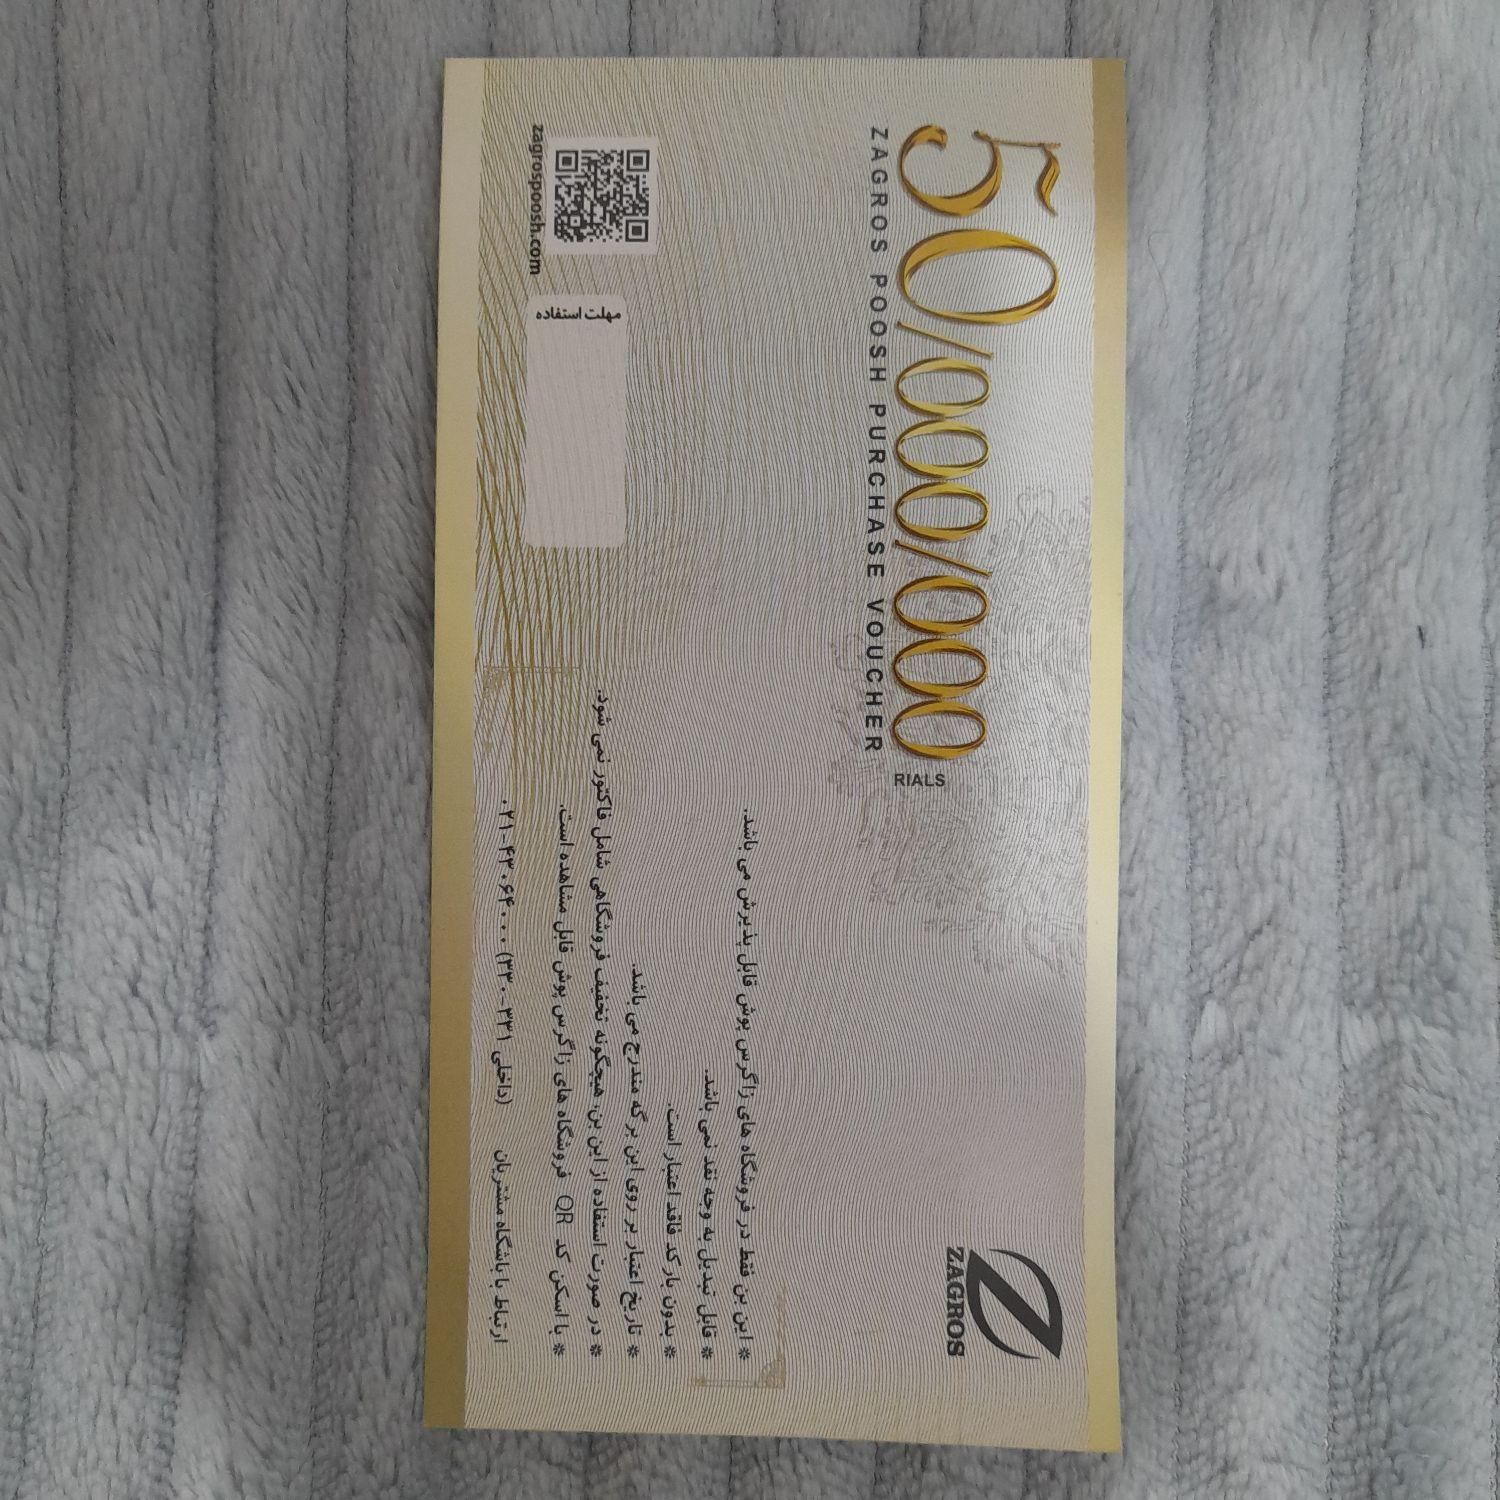 50/000/000
RIALS
ZAGROS POOSH PURCHASE VOUCHER
ZAGROS
* این بن فقط در فروشگاه های زاگرس پوش قابل پذیرش می باشد.
* قابل تبدیل به وجه نقد نمی باشد.
* بدون بارکد فاقد اعتبار است.
* تاریخ اعتبار بر روی این برگه مندرج می باشد.
* در صورت استفاده از این بن، هیچگونه تخفیف فروشگاهی شامل فاکتور نمی شود.
* با اسکن کد QR فروشگاه های زاگرس پوش قابل مشاهده است.
ارتباط با باشگاه مشتریان (داخلی ۳۳۱-۳۳۰) ۰۲۱-۴۳۰۶۴۰۰۰
مهلت استفاده
zagrospoosh.com